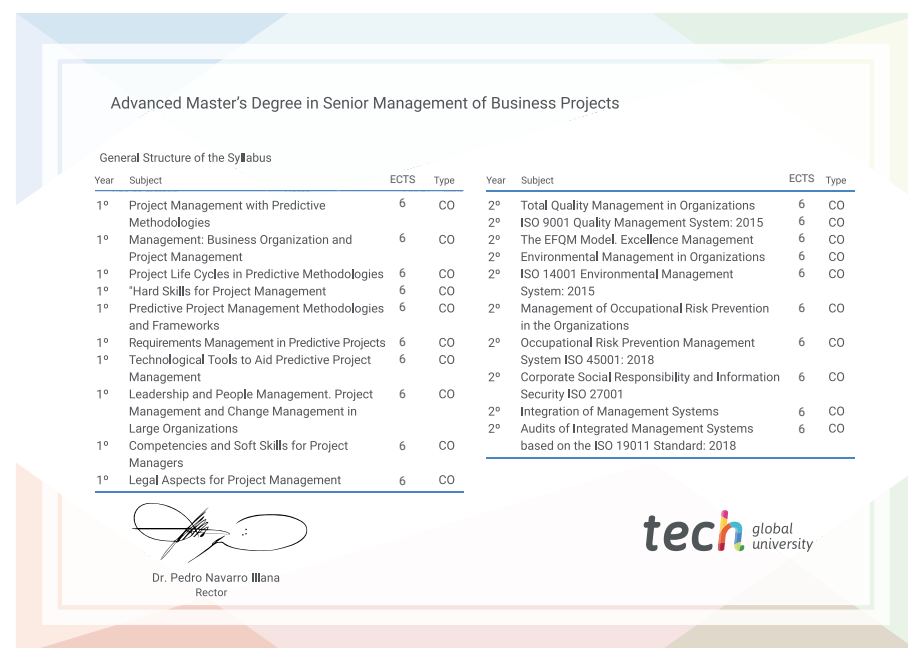 Advanced Master's Degree in Senior Management of Business Projects
General Structure of the Syllabus
Year Subject ECTS Type
1º Project Management with Predictive 6 CO
Methodologies
1º Management: Business Organization and 6 CO
Project Management
1º Project Life Cycles in Predictive Methodologies 6 CO
1º "Hard Skills for Project Management 6 CO
1º Predictive Project Management Methodologies 6 CO
and Frameworks
1º Requirements Management in Predictive Projects 6 CO
1º Technological Tools to Aid Predictive Project 6 CO
Management
1º Leadership and People Management. Project 6 CO
Management and Change Management in
Large Organizations
1º Competencies and Soft Skills for Project 6 CO
Managers
1º Legal Aspects for Project Management 6 CO
Year Subject ECTS Type
2º Total Quality Management in Organizations 6 CO
2º ISO 9001 Quality Management System: 2015 6 CO
2º The EFQM Model. Excellence Management 6 CO
2º Environmental Management in Organizations 6 CO
2º ISO 14001 Environmental Management 6 CO
System: 2015
2º Management of Occupational Risk Prevention 6 CO
in the Organizations
2º Occupational Risk Prevention Management 6 CO
System ISO 45001: 2018
2º Corporate Social Responsibility and Information 6 CO
Security ISO 27001
2º Integration of Management Systems 6 CO
2º Audits of Integrated Management Systems 6 CO
based on the ISO 19011 Standard: 2018
Dr. Pedro Navarro Illana
Rector
tech global
university